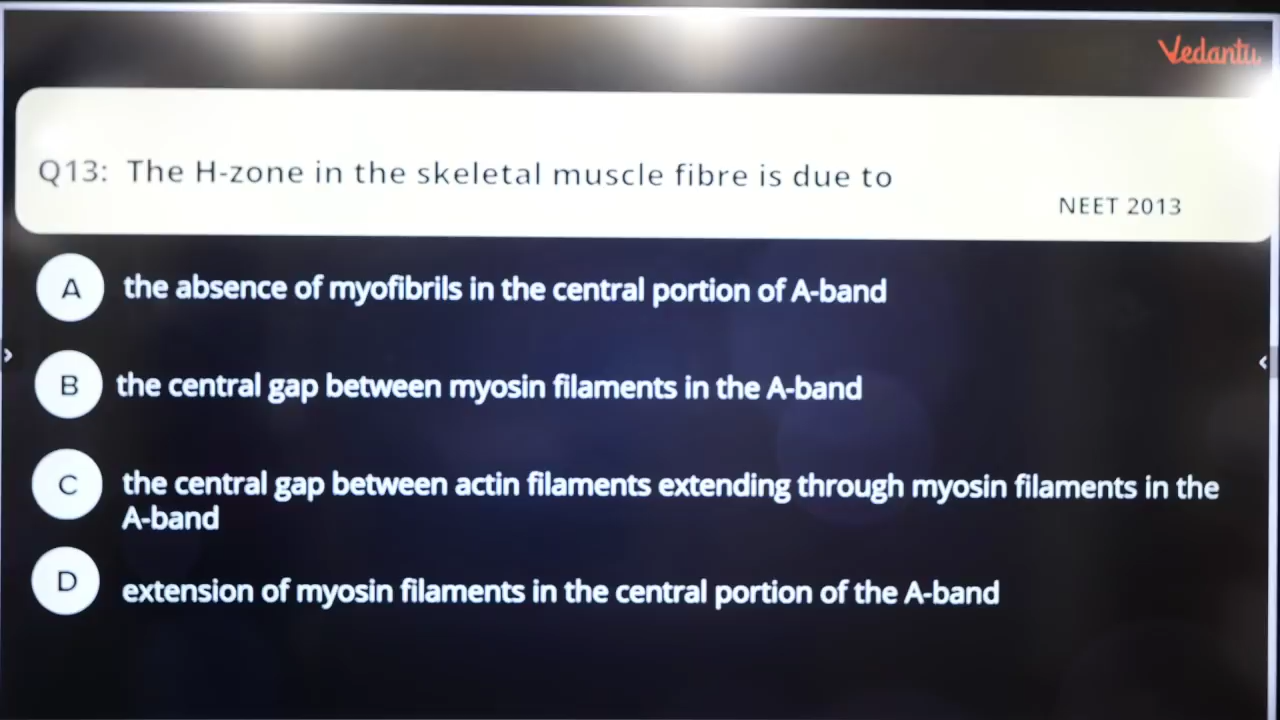 Vedantu
Q13: The H-zone in the skeletal muscle fibre is due to
NEET 2013
A the absence of myofibrils in the central portion of A-band
B the central gap between myosin filaments in the A-band
C the central gap between actin filaments extending through myosin filaments in the
A-band
D extension of myosin filaments in the central portion of the A-band